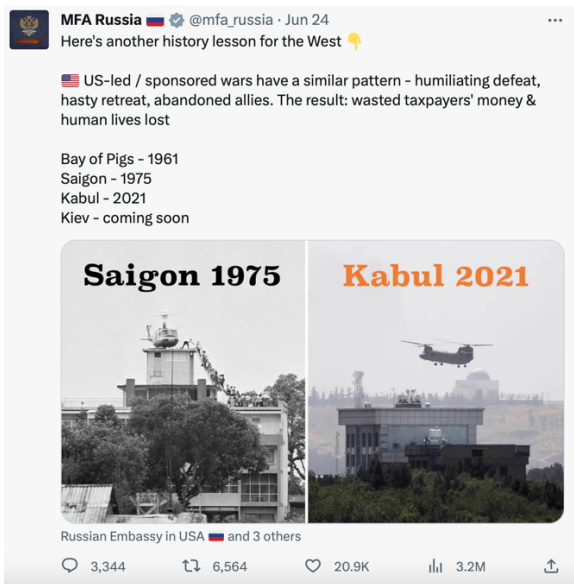 MFA Russia 🇷🇺 @mfa_russia · Jun 24
Here's another history lesson for the West 👇
🇺🇸 US-led / sponsored wars have a similar pattern - humiliating defeat,
hasty retreat, abandoned allies. The result: wasted taxpayers' money &
human lives lost
Bay of Pigs - 1961
Saigon - 1975
Kabul - 2021
Kiev - coming soon
Saigon 1975
Kabul 2021
Russian Embassy in USA 🇷🇺 and 3 others
3,344
6,564
20.9K
3.2M